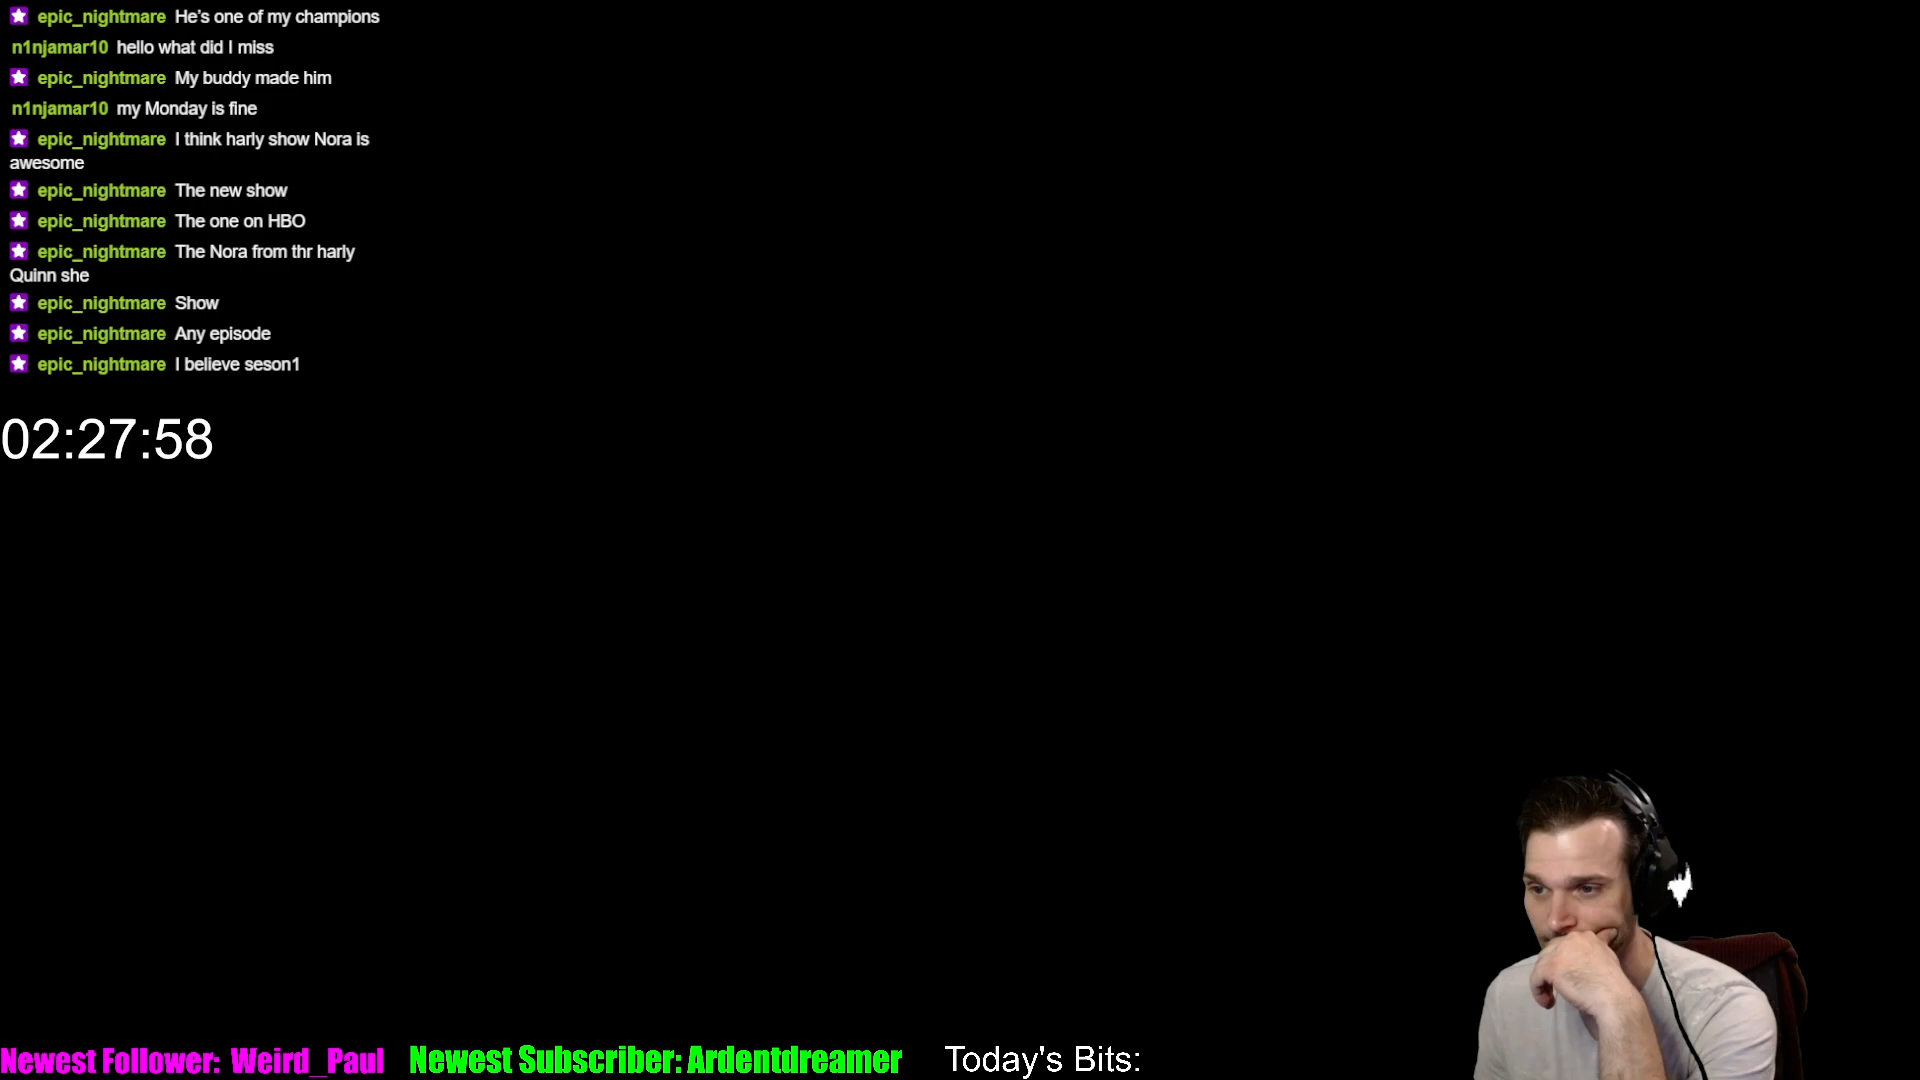 epic_nightmare He's one of my champions
n1njamar10 hello what did I miss
epic_nightmare My buddy made him
n1njamar10 my Monday is fine
epic_nightmare I think harly show Nora is
awesome
epic_nightmare The new show
epic_nightmare The one on HBO
epic_nightmare The Nora from thr harly
Quinn she
epic_nightmare Show
epic_nightmare Any episode
epic_nightmare I believe seson1
02:27:58
Newest Follower: Weird_Paul Newest Subscriber: Ardentdreamer Today's Bits: